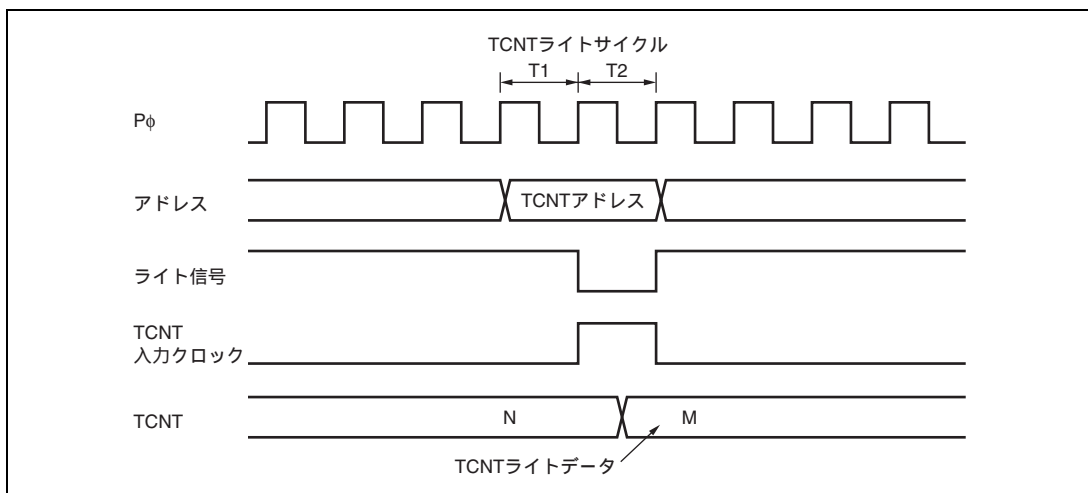 TCNTライトサイクル
T1 T2
Pφ
アドレス TCNTアドレス
ライト信号
TCNT
入力クロック
TCNT N M
TCNTライトデータ